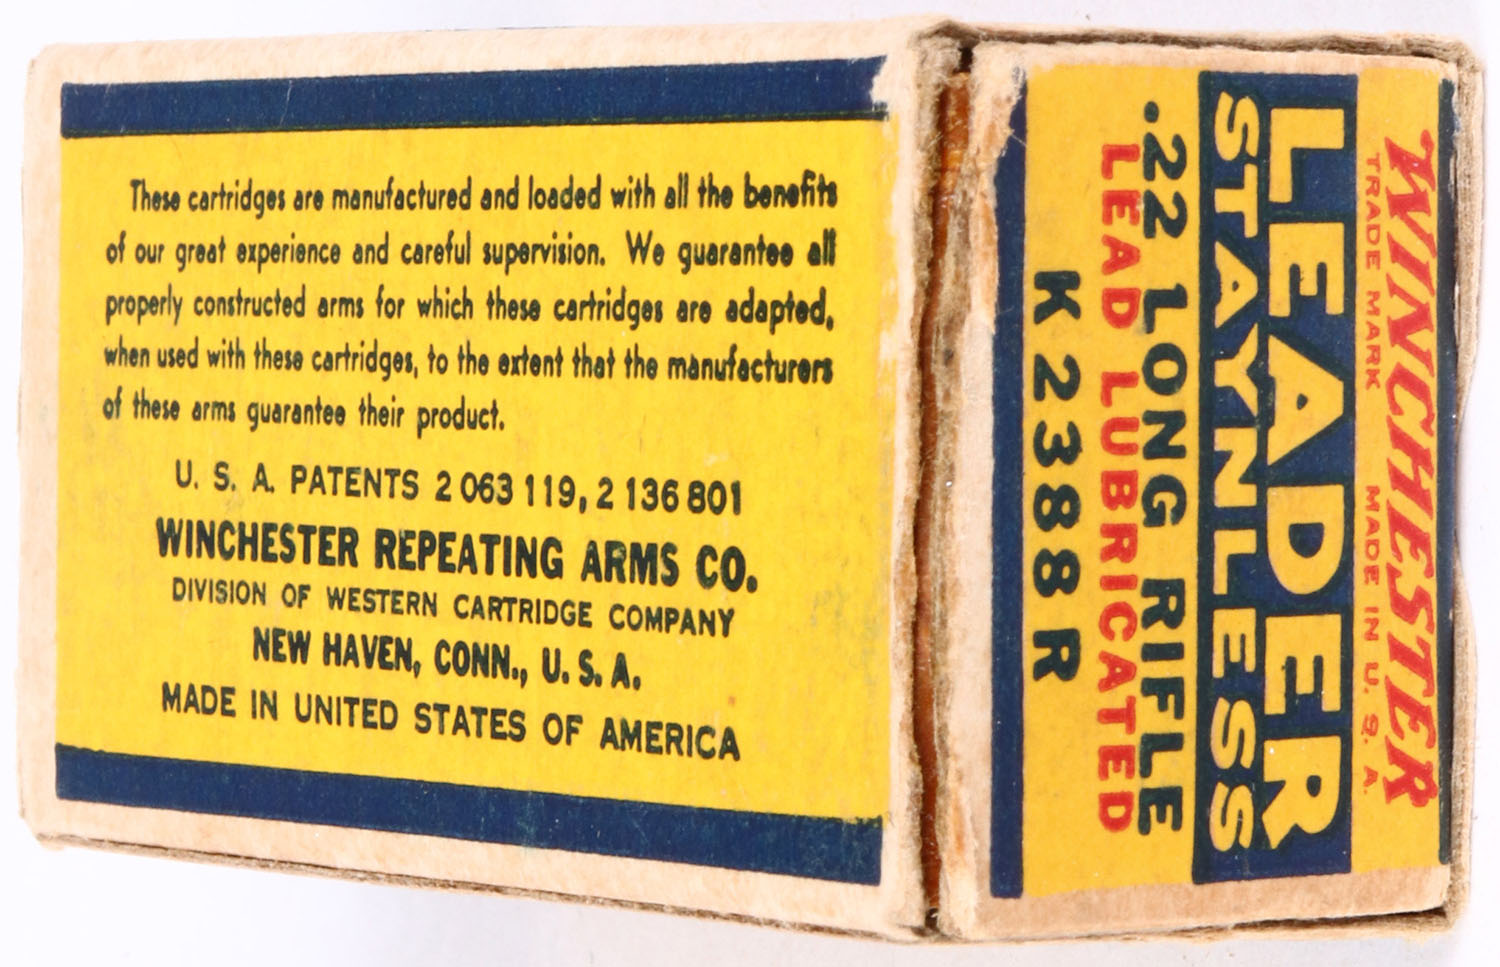 These cartridges are manufactured and loaded with all the benefits
of our great experience and careful supervision. We guarantee all
properly constructed arms for which these cartridges are adapted,
when used with these cartridges, to the extent that the manufacturers
of these arms guarantee their product.
U. S. A. PATENTS 2 063 119, 2 136 801
WINCHESTER REPEATING ARMS CO.
DIVISION OF WESTERN CARTRIDGE COMPANY
NEW HAVEN, CONN., U. S. A.
MADE IN UNITED STATES OF AMERICA
WINCHESTER
TRADE MARK MADE IN U. S. A.
LEADER
STAYNLESS
.22 LONG RIFLE
LEAD LUBRICATED
K2388R